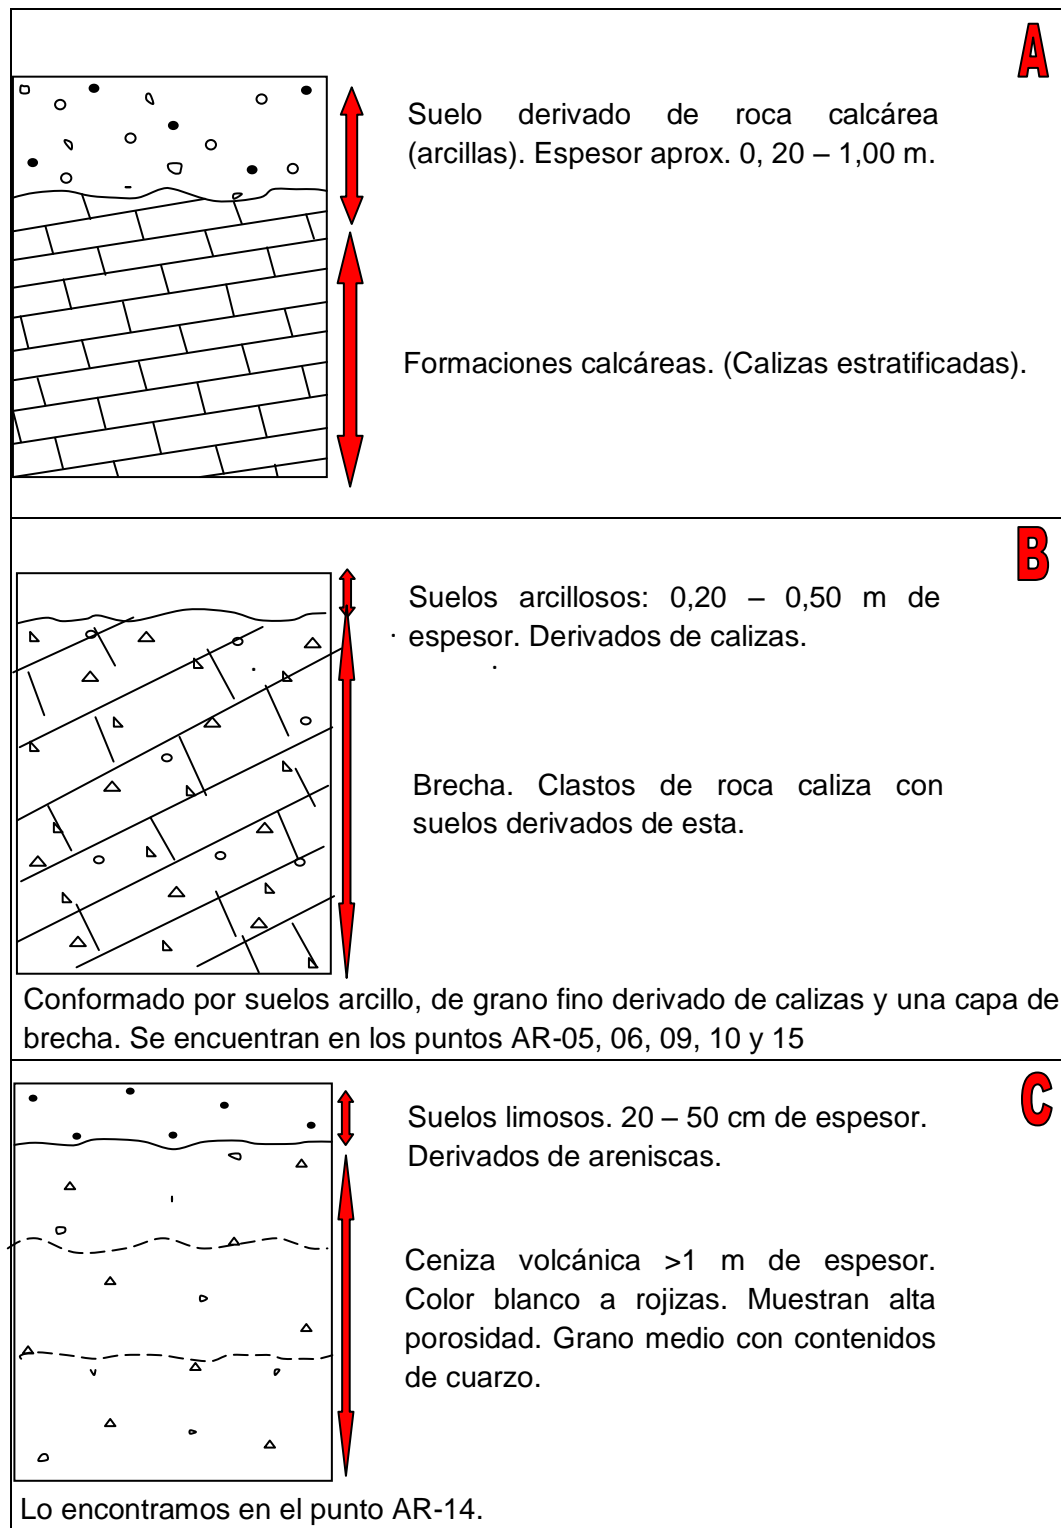 A
Suelo derivado de roca calcárea
(arcillas). Espesor aprox. 0, 20 – 1,00 m.
Formaciones calcáreas. (Calizas estratificadas).
B
Suelos arcillosos: 0,20 – 0,50 m de
espesor. Derivados de calizas.
Brecha. Clastos de roca caliza con
suelos derivados de esta.
Conformado por suelos arcillo, de grano fino derivado de calizas y una capa de
brecha. Se encuentran en los puntos AR-05, 06, 09, 10 y 15
C
Suelos limosos. 20 – 50 cm de espesor.
Derivados de areniscas.
Ceniza volcánica >1 m de espesor.
Color blanco a rojizas. Muestran alta
porosidad. Grano medio con contenidos
de cuarzo.
Lo encontramos en el punto AR-14.